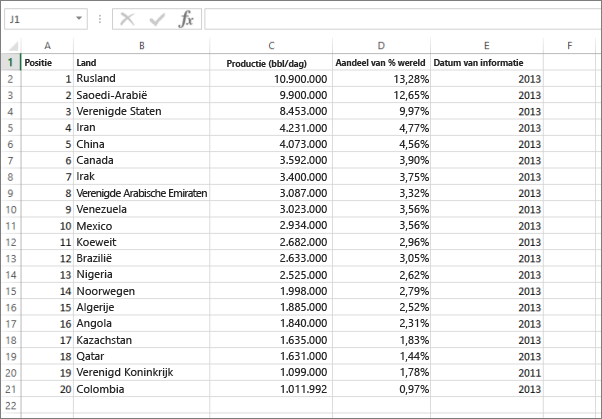 J1 fx
A B C D E F
1 Positie Land Productie (bbl/dag) Aandeel van % wereld Datum van informatie
2 1 Rusland 10.900.000 13,28% 2013
3 2 Saoedi-Arabië 9.900.000 12,65% 2013
4 3 Verenigde Staten 8.453.000 9,97% 2013
5 4 Iran 4.231.000 4,77% 2013
6 5 China 4.073.000 4,56% 2013
7 6 Canada 3.592.000 3,90% 2013
8 7 Irak 3.400.000 3,75% 2013
9 8 Verenigde Arabische Emiraten 3.087.000 3,32% 2013
10 9 Venezuela 3.023.000 3,56% 2013
11 10 Mexico 2.934.000 3,56% 2013
12 11 Koeweit 2.682.000 2,96% 2013
13 12 Brazilië 2.633.000 3,05% 2013
14 13 Nigeria 2.525.000 2,62% 2013
15 14 Noorwegen 1.998.000 2,79% 2013
16 15 Algerije 1.885.000 2,52% 2013
17 16 Angola 1.840.000 2,31% 2013
18 17 Kazachstan 1.635.000 1,83% 2013
19 18 Qatar 1.631.000 1,44% 2013
20 19 Verenigd Koninkrijk 1.099.000 1,78% 2011
21 20 Colombia 1.011.992 0,97% 2013
22